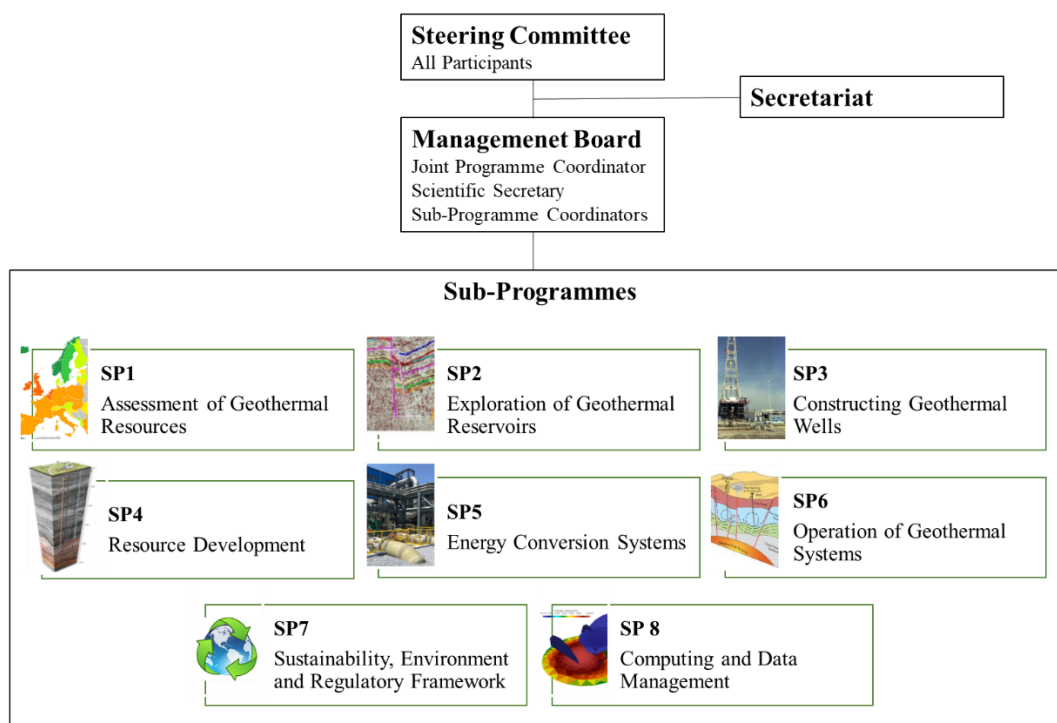 Steering Committee
All Participants
Secretariat
Managemenet Board
Joint Programme Coordinator
Scientific Secretary
Sub-Programme Coordinators
Sub-Programmes
SP1
Assessment of Geothermal
Resources
SP2
Exploration of Geothermal
Reservoirs
SP3
Constructing Geothermal
Wells
SP4
Resource Development
SP5
Energy Conversion Systems
SP6
Operation of Geothermal
Systems
SP7
Sustainability, Environment
and Regulatory Framework
SP 8
Computing and Data
Management